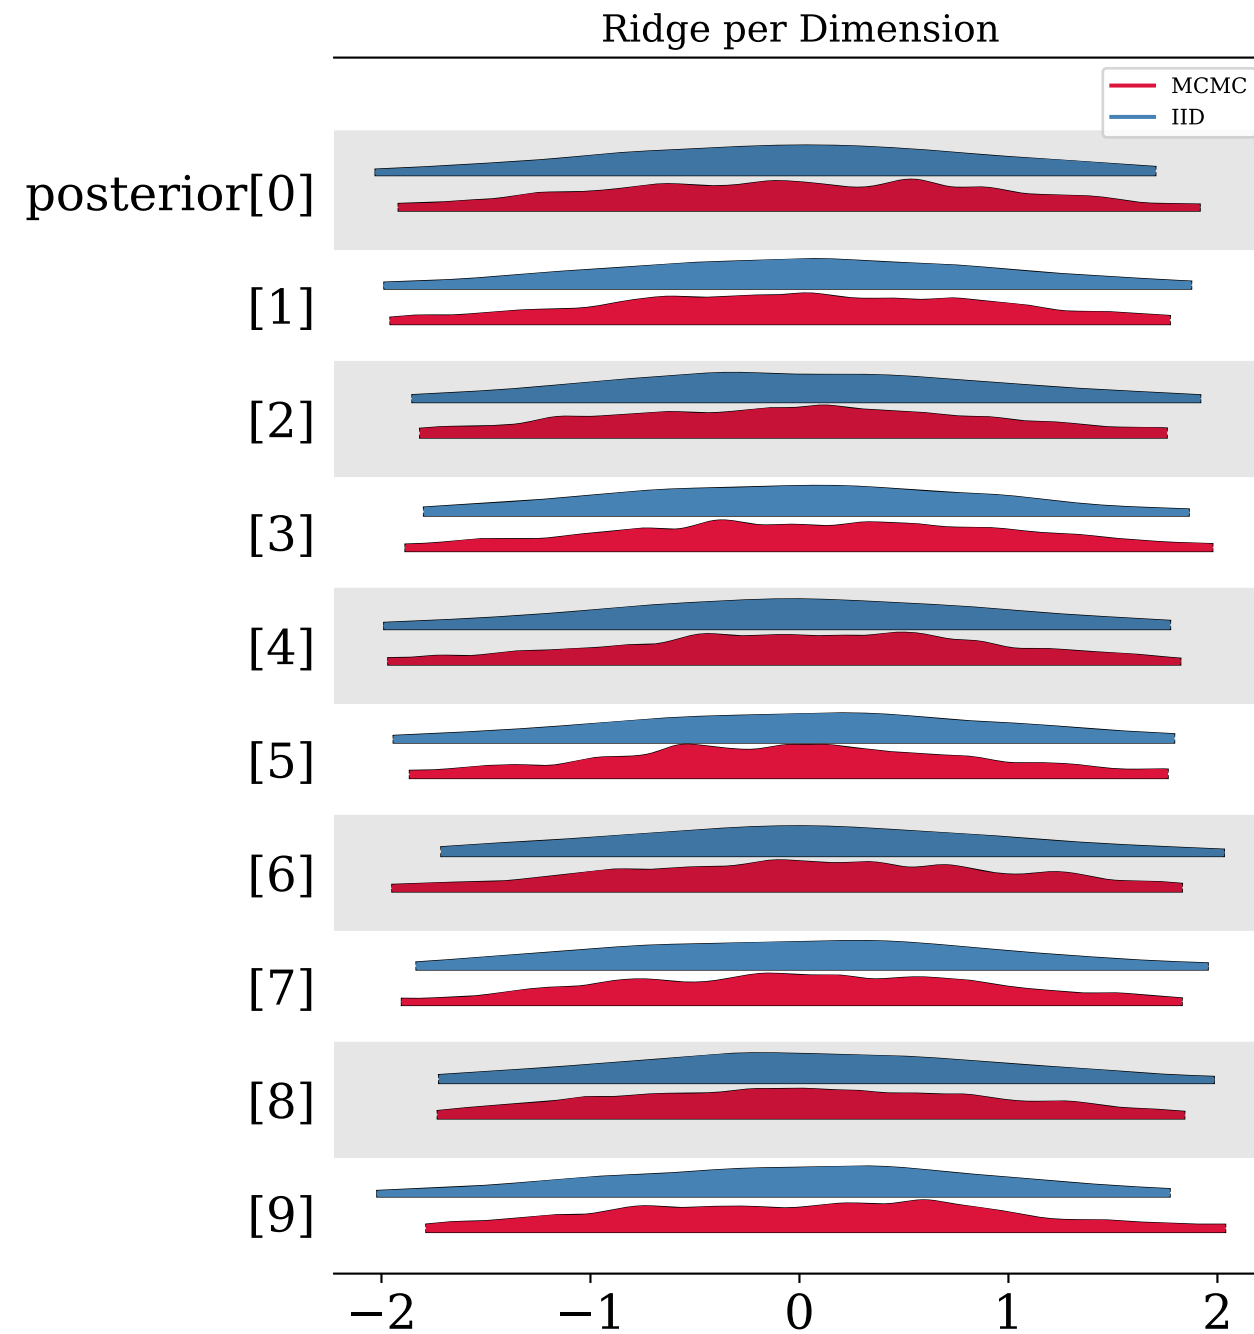 Ridge per Dimension
MCMC
IID
posterior[0]
[1]
[2]
[3]
[4]
[5]
[6]
[7]
[8]
[9]
−2 −1 0 1 2